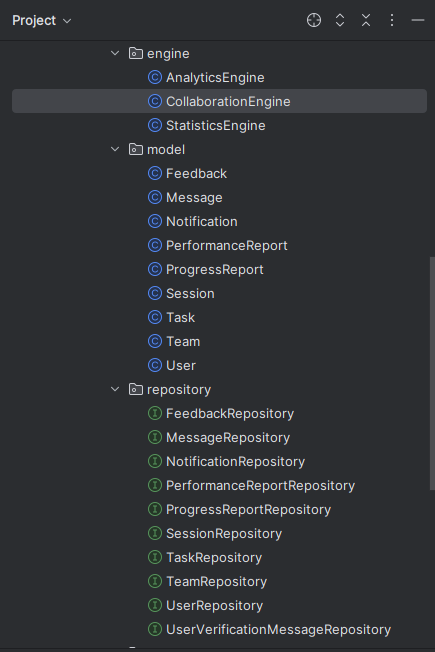 Project
engine
C AnalyticsEngine
C CollaborationEngine
C StatisticsEngine
model
C Feedback
C Message
C Notification
C PerformanceReport
C ProgressReport
C Session
C Task
C Team
C User
repository
I FeedbackRepository
I MessageRepository
I NotificationRepository
I PerformanceReportRepository
I ProgressReportRepository
I SessionRepository
I TaskRepository
I TeamRepository
I UserRepository
I UserVerificationMessageRepository